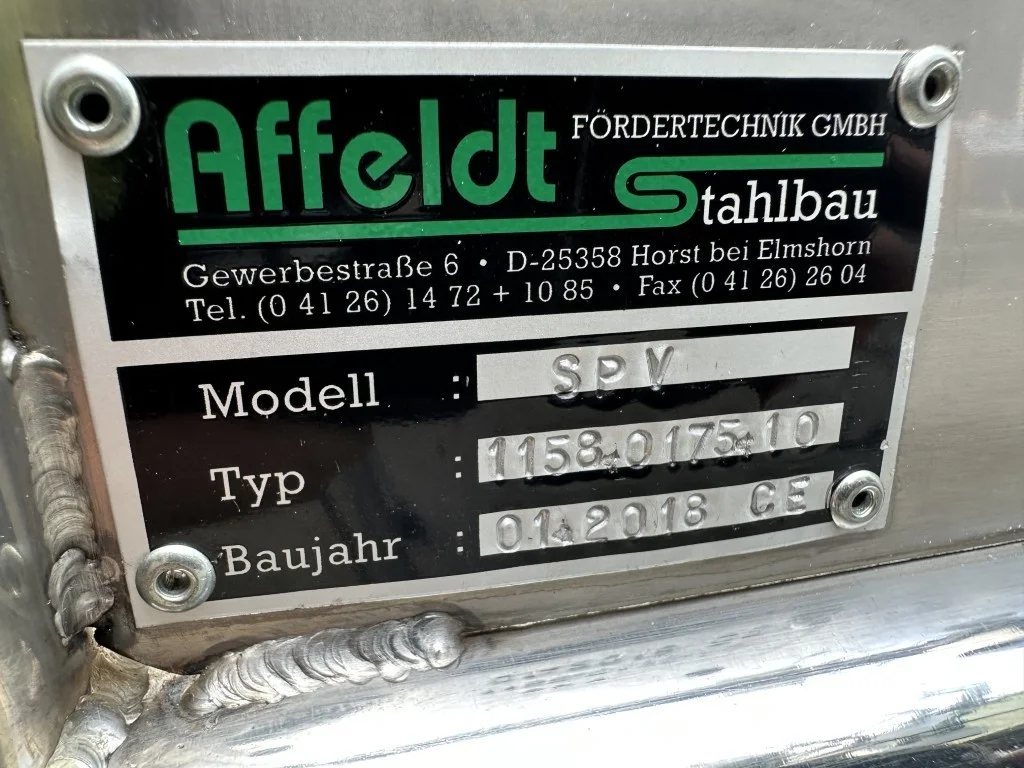 Affeldt FÖRDERTECHNIK GMBH
Stahlbau
Gewerbestraße 6 • D-25358 Horst bei Elmshorn
Tel. (0 41 26) 14 72 + 10 85 • Fax (0 41 26) 26 04
Modell : SPV
Typ : 1158.0175.10
Baujahr : 01.2018 CE